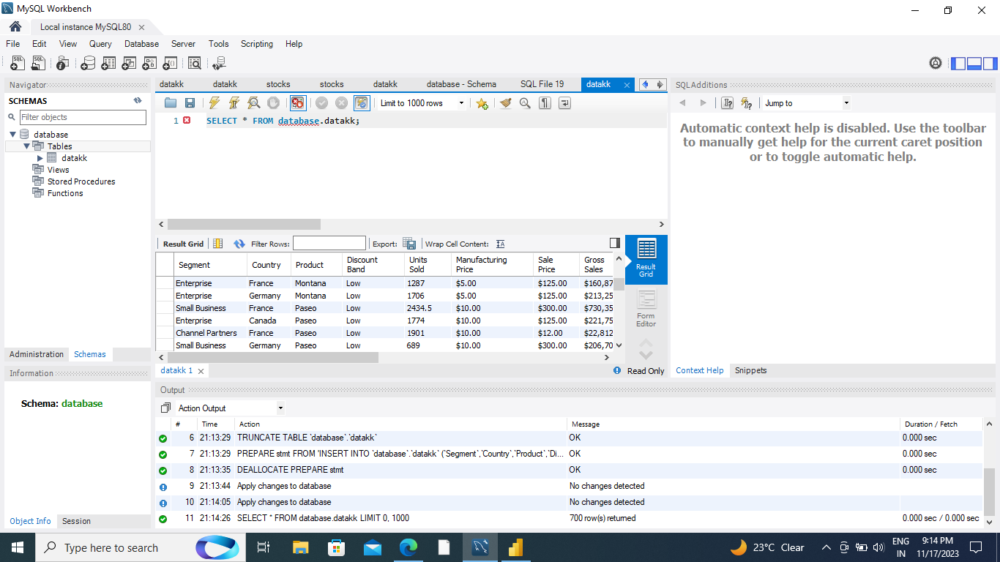 MySQL Workbench
Local instance MySQL80
File Edit View Query Database Server Tools Scripting Help
Navigator
SCHEMAS
Filter objects
database
Tables
datakk
Views
Stored Procedures
Functions
Administration Schemas
Information
Schema: database
Object Info Session
datakk datakk stocks stocks datakk database - Schema SQL File 19 datakk
Limit to 1000 rows
1 SELECT * FROM database.datakk;
Result Grid Filter Rows: Export: Wrap Cell Content:
Segment Country Product Discount Band Units Sold Manufacturing Price Sale Price Gross Sales
Enterprise France Montana Low 1287 $5.00 $125.00 $160,87
Enterprise Germany Montana Low 1706 $5.00 $125.00 $213,25
Small Business France Paseo Low 2434.5 $10.00 $300.00 $730,35
Enterprise Canada Paseo Low 1774 $10.00 $125.00 $221,75
Channel Partners France Paseo Low 1901 $10.00 $12.00 $22,812
Small Business Germany Paseo Low 689 $10.00 $300.00 $206,70
Result Grid
Form Editor
datakk 1
Read Only
SQLAdditions
Jump to
Automatic context help is disabled. Use the toolbar
to manually get help for the current caret position
or to toggle automatic help.
Context Help Snippets
Output
Action Output
# Time Action Message Duration / Fetch
6 21:13:29 TRUNCATE TABLE `database`.`datakk` OK 0.000 sec
7 21:13:29 PREPARE stmt FROM 'INSERT INTO `database`.`datakk` (`Segment`,`Country`,`Product`,`Di... OK 0.000 sec
8 21:13:35 DEALLOCATE PREPARE stmt OK 0.000 sec
9 21:13:44 Apply changes to database No changes detected
10 21:14:05 Apply changes to database No changes detected
11 21:14:26 SELECT * FROM database.datakk LIMIT 0, 1000 700 row(s) returned 0.000 sec / 0.000 sec
Type here to search
23°C Clear
ENG
IN
9:14 PM
11/17/2023